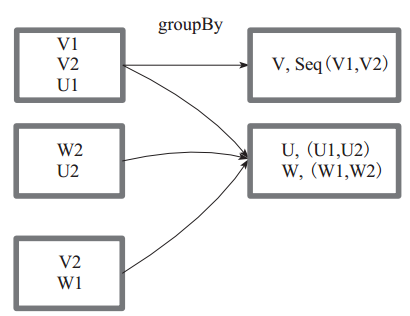 groupBy
V1
V2
U1
V, Seq(V1,V2)
W2
U2
U, (U1,U2)
W, (W1,W2)
V2
W1